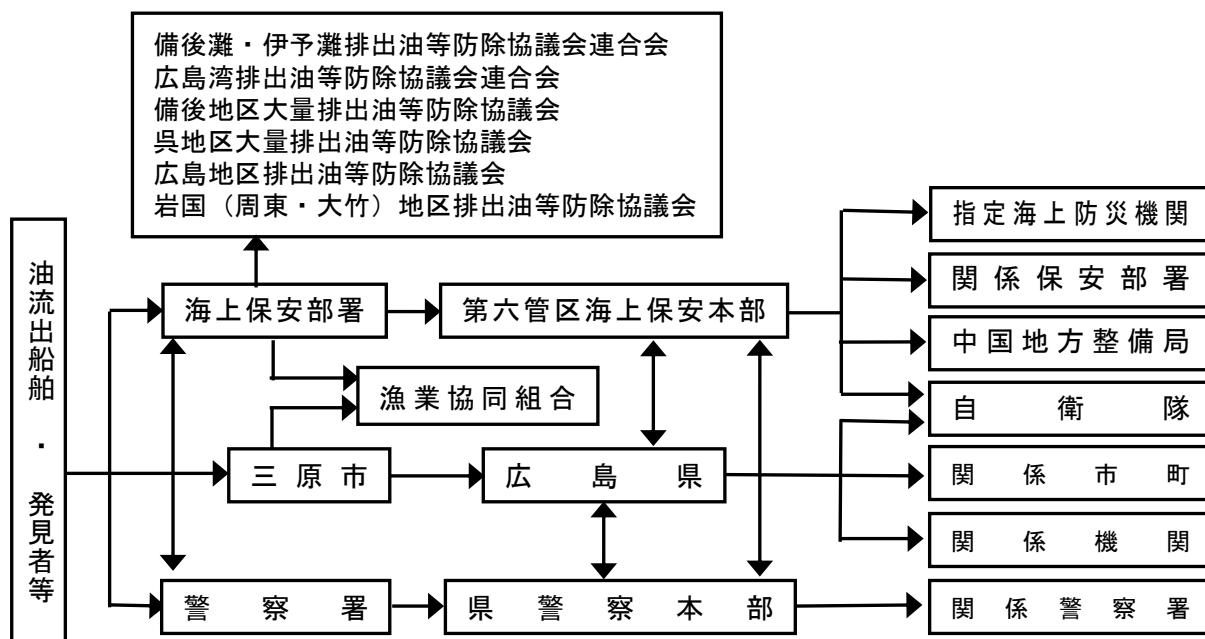 備後灘・伊予灘排出油等防除協議会連合会
広島湾排出油等防除協議会連合会
備後地区大量排出油等防除協議会
呉地区大量排出油等防除協議会
広島地区排出油等防除協議会
岩国（周東・大竹）地区排出油等防除協議会
油流出船舶・発見者等
海上保安部署
第六管区海上保安本部
指定海上防災機関
関係保安部署
中国地方整備局
漁業協同組合
自衛隊
三原市
広島県
関係市町
関係機関
警察署
県警察本部
関係警察署